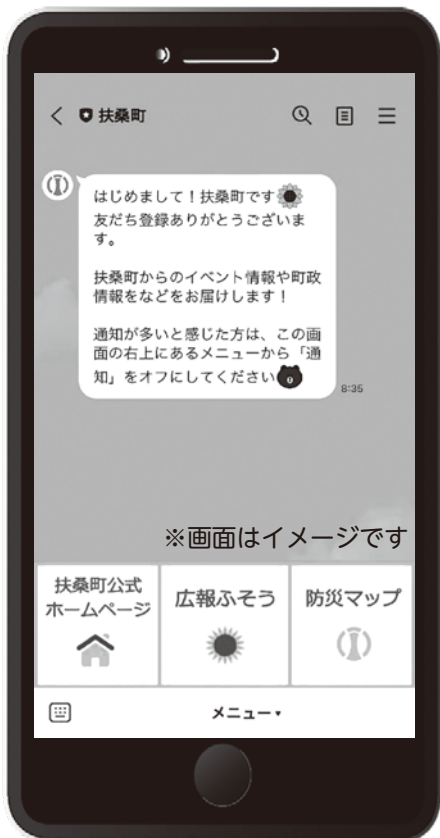 扶桑町
はじめまして！扶桑町です
友だち登録ありがとうございま
す。
扶桑町からのイベント情報や町政
情報をなどをお届けします！
通知が多いと感じた方は、この画
面の右上にあるメニューから「通
知」をオフにしてください
8:35
※画面はイメージです
扶桑町公式
ホームページ
広報ふそう
防災マップ
メニュー▾